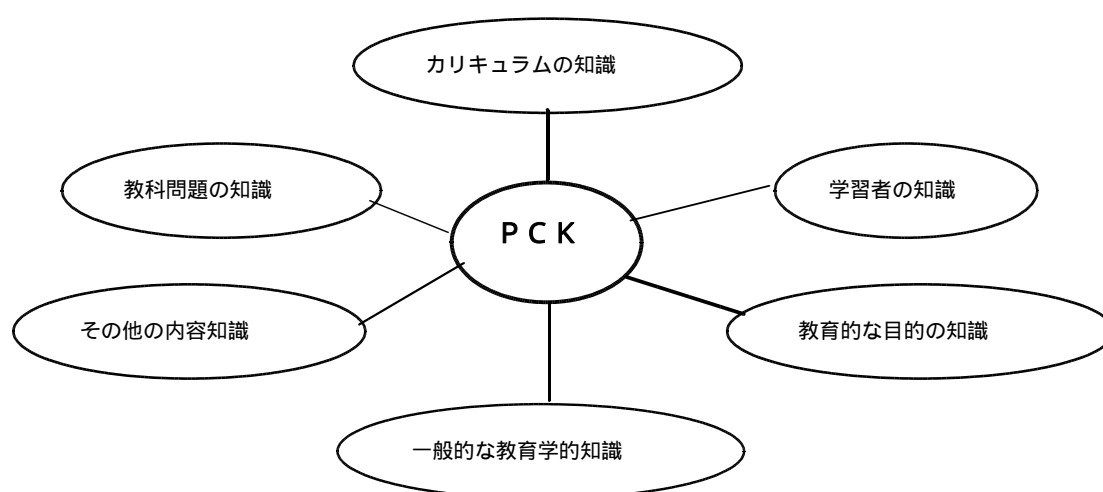 カリキュラムの知識
教科問題の知識
学習者の知識
PCK
その他の内容知識
教育的な目的の知識
一般的な教育学的知識